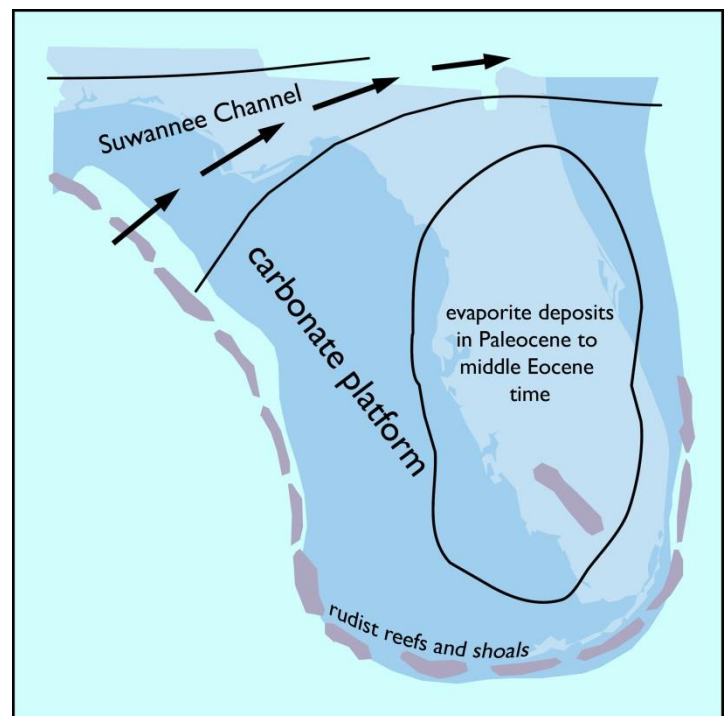 Suwannee Channel
carbonate platform
evaporite deposits
in Paleocene to
middle Eocene
time
rudist reefs and shoals